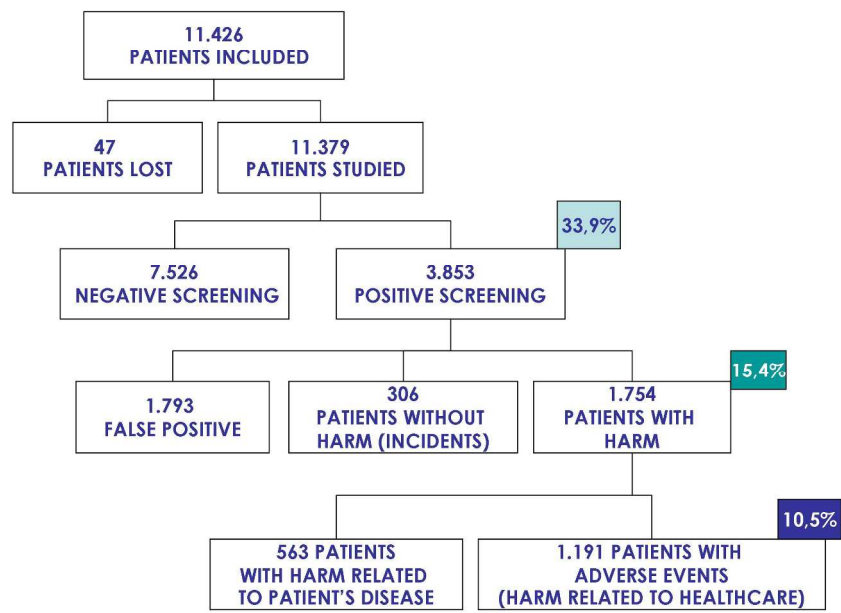 11.426
PATIENTS INCLUDED
47
PATIENTS LOST
11.379
PATIENTS STUDIED
33,9%
7.526
NEGATIVE SCREENING
3.853
POSITIVE SCREENING
15,4%
1.793
FALSE POSITIVE
306
PATIENTS WITHOUT
HARM (INCIDENTS)
1.754
PATIENTS WITH
HARM
10,5%
563 PATIENTS
WITH HARM RELATED
TO PATIENT'S DISEASE
1.191 PATIENTS WITH
ADVERSE EVENTS
(HARM RELATED TO HEALTHCARE)